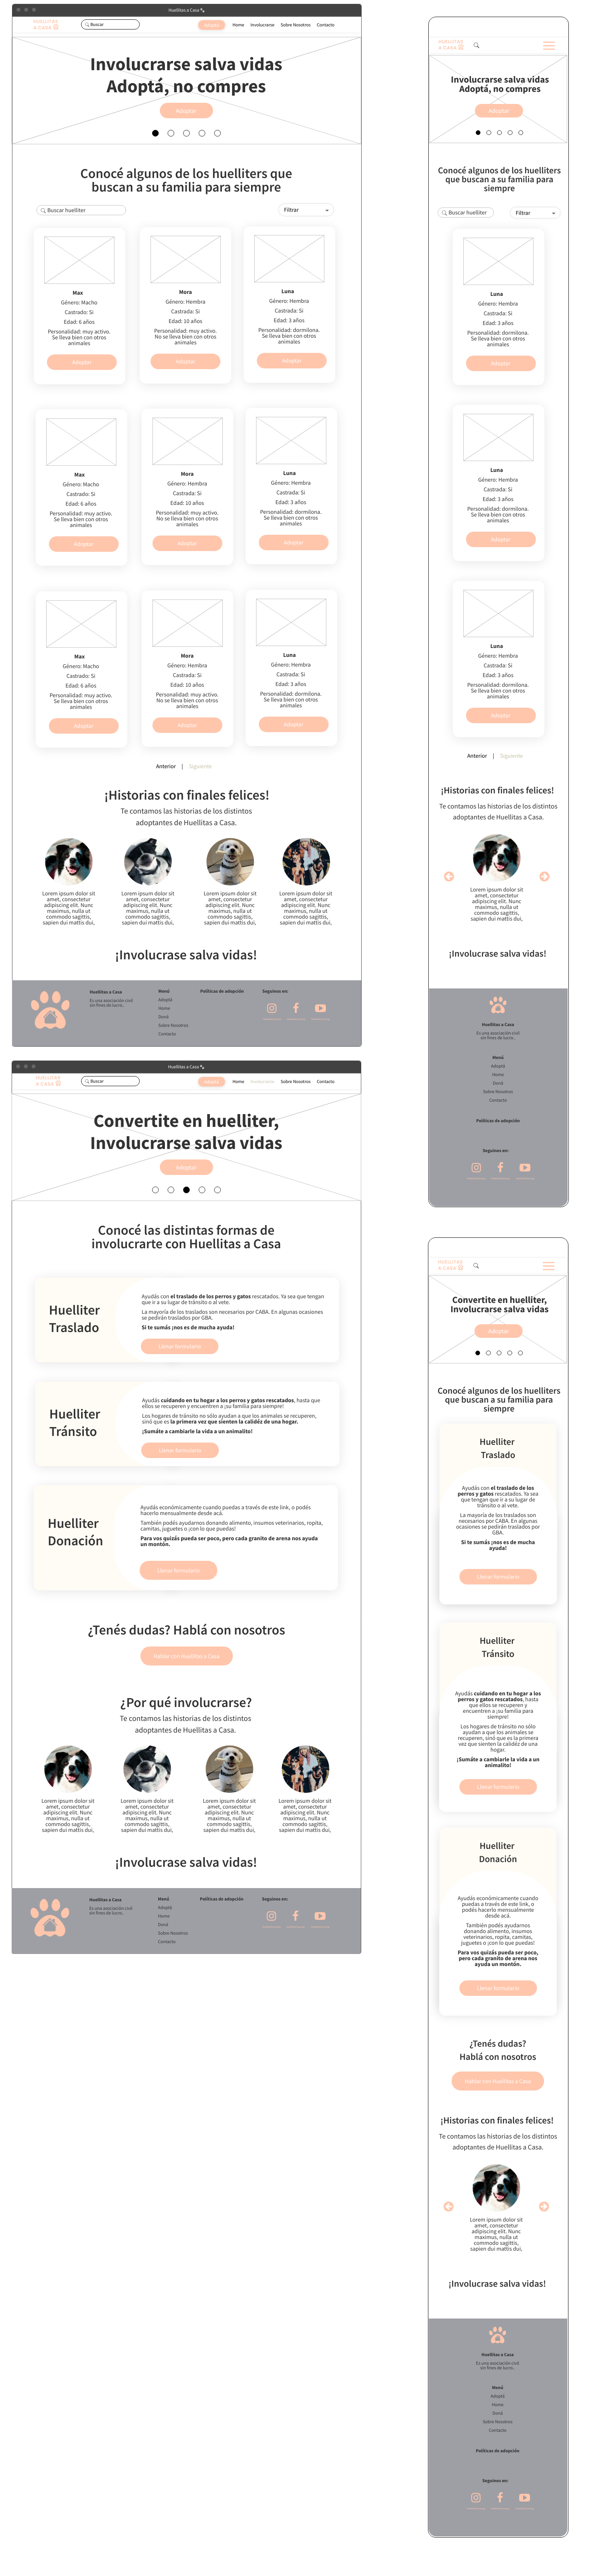 Huellitas a Casa
HUELLITAS
A CASA
Buscar
Adoptá
Home
Involucrarse
Sobre Nosotros
Contacto
Involucrarse salva vidas
Adoptá, no compres
Adoptar
Conocé algunos de los huelliters que
buscan a su familia para siempre
Buscar huelliter
Filtrar
Max
Género: Macho
Castrado: Si
Edad: 6 años
Personalidad: muy activo.
Se lleva bien con otros
animales
Adoptar
Mora
Género: Hembra
Castrada: Si
Edad: 10 años
Personalidad: muy activo.
No se lleva bien con otros
animales
Adoptar
Luna
Género: Hembra
Castrada: Si
Edad: 3 años
Personalidad: dormilona.
Se lleva bien con otros
animales
Adoptar
Max
Género: Macho
Castrado: Si
Edad: 6 años
Personalidad: muy activo.
Se lleva bien con otros
animales
Adoptar
Mora
Género: Hembra
Castrada: Si
Edad: 10 años
Personalidad: muy activo.
No se lleva bien con otros
animales
Adoptar
Luna
Género: Hembra
Castrada: Si
Edad: 3 años
Personalidad: dormilona.
Se lleva bien con otros
animales
Adoptar
Max
Género: Macho
Castrado: Si
Edad: 6 años
Personalidad: muy activo.
Se lleva bien con otros
animales
Adoptar
Mora
Género: Hembra
Castrada: Si
Edad: 10 años
Personalidad: muy activo.
No se lleva bien con otros
animales
Adoptar
Luna
Género: Hembra
Castrada: Si
Edad: 3 años
Personalidad: dormilona.
Se lleva bien con otros
animales
Adoptar
Anterior | Siguiente
¡Historias con finales felices!
Te contamos las historias de los distintos
adoptantes de Huellitas a Casa.
Lorem ipsum dolor sit
amet, consectetur
adipiscing elit. Nunc
maximus, nulla ut
commodo sagittis,
sapien dui mattis dui,
Lorem ipsum dolor sit
amet, consectetur
adipiscing elit. Nunc
maximus, nulla ut
commodo sagittis,
sapien dui mattis dui,
Lorem ipsum dolor sit
amet, consectetur
adipiscing elit. Nunc
maximus, nulla ut
commodo sagittis,
sapien dui mattis dui,
Lorem ipsum dolor sit
amet, consectetur
adipiscing elit. Nunc
maximus, nulla ut
commodo sagittis,
sapien dui mattis dui,
¡Involucrase salva vidas!
Huellitas a Casa
Es una asociación civil
sin fines de lucro..
Menú
Adoptá
Home
Doná
Sobre Nosotros
Contacto
Políticas de adopción
Seguinos en:
Huellitas a Casa
HUELLITAS
A CASA
Buscar
Adoptá
Home
Involucrarse
Sobre Nosotros
Contacto
Convertite en huelliter,
Involucrarse salva vidas
Adoptar
Conocé las distintas formas de
involucrarte con Huellitas a Casa
Huelliter
Traslado
Ayudás con el traslado de los perros y gatos rescatados. Ya sea que tengan
que ir a su lugar de tránsito o al vete.
La mayoría de los traslados son necesarios por CABA. En algunas ocasiones
se pedirán traslados por GBA.
Si te sumás ¡nos es de mucha ayuda!
Llenar formulario
Huelliter
Tránsito
Ayudás cuidando en tu hogar a los perros y gatos rescatados, hasta que
ellos se recuperen y encuentren a ¡su familia para siempre!
Los hogares de tránsito no sólo ayudan a que los animales se recuperen,
sinó que es la primera vez que sienten la calidéz de una hogar.
¡Sumáte a cambiarle la vida a un animalito!
Llenar formulario
Huelliter
Donación
Ayudás económicamente cuando puedas a través de este link, o podés
hacerlo mensualmente desde acá.
También podés ayudarnos donando alimento, insumos veterinarios, ropita,
camitas, juguetes o ¡con lo que puedas!
Para vos quizás pueda ser poco, pero cada granito de arena nos ayuda
un montón.
Llenar formulario
¿Tenés dudas? Hablá con nosotros
Hablar con Huellitas a Casa
¿Por qué involucrarse?
Te contamos las historias de los distintos
adoptantes de Huellitas a Casa.
Lorem ipsum dolor sit
amet, consectetur
adipiscing elit. Nunc
maximus, nulla ut
commodo sagittis,
sapien dui mattis dui,
Lorem ipsum dolor sit
amet, consectetur
adipiscing elit. Nunc
maximus, nulla ut
commodo sagittis,
sapien dui mattis dui,
Lorem ipsum dolor sit
amet, consectetur
adipiscing elit. Nunc
maximus, nulla ut
commodo sagittis,
sapien dui mattis dui,
Lorem ipsum dolor sit
amet, consectetur
adipiscing elit. Nunc
maximus, nulla ut
commodo sagittis,
sapien dui mattis dui,
¡Involucrase salva vidas!
Huellitas a Casa
Es una asociación civil
sin fines de lucro.
Menú
Adoptá
Home
Doná
Sobre Nosotros
Contacto
Políticas de adopción
Seguinos en:
HUELLITAS
A CASA
Involucrarse salva vidas
Adoptá, no compres
Adoptar
Conocé algunos de los huelliters
que buscan a su familia para
siempre
Buscar huelliter
Filtrar
Luna
Género: Hembra
Castrada: Si
Edad: 3 años
Personalidad: dormilona.
Se lleva bien con otros
animales
Adoptar
Luna
Género: Hembra
Castrada: Si
Edad: 3 años
Personalidad: dormilona.
Se lleva bien con otros
animales
Adoptar
Luna
Género: Hembra
Castrada: Si
Edad: 3 años
Personalidad: dormilona.
Se lleva bien con otros
animales
Adoptar
Anterior | Siguiente
¡Historias con finales felices!
Te contamos las historias de los distintos
adoptantes de Huellitas a Casa.
Lorem ipsum dolor sit
amet, consectetur
adipiscing elit. Nunc
maximus, nulla ut
commodo sagittis,
sapien dui mattis dui,
¡Involucrase salva vidas!
Huellitas a Casa
Es una asociación civil
sin fines de lucro..
Menú
Adoptá
Home
Doná
Sobre Nosotros
Contacto
Políticas de adopción
Seguinos en:
HUELLITAS
A CASA
Convertite en huelliter,
Involucrarse salva vidas
Adoptar
Conocé algunos de los huelliters
que buscan a su familia para
siempre
Huelliter
Traslado
Ayudás con el traslado de los
perros y gatos rescatados. Ya sea
que tengan que ir a su lugar de
tránsito o al vete.
La mayoría de los traslados son
necesarios por CABA. En algunas
ocasiones se pedirán traslados por
GBA.
Si te sumás ¡nos es de mucha
ayuda!
Llenar formulario
Huelliter
Tránsito
Ayudás cuidando en tu hogar a los
perros y gatos rescatados, hasta
que ellos se recuperen y
encuentren a ¡su familia para
siempre!
Los hogares de tránsito no sólo
ayudan a que los animales se
recuperen, sinó que es la primera
vez que sienten la calidéz de una
hogar.
¡Sumáte a cambiarle la vida a un
animalito!
Llenar formulario
Huelliter
Donación
Ayudás económicamente cuando
puedas a través de este link, o
podés hacerlo mensualmente
desde acá.
También podés ayudarnos
donando alimento, insumos
veterinarios, ropita, camitas,
juguetes o ¡con lo que puedas!
Para vos quizás pueda ser poco,
pero cada granito de arena nos
ayuda un montón.
Llenar formulario
¿Tenés dudas?
Hablá con nosotros
Hablar con Huellitas a Casa
¡Historias con finales felices!
Te contamos las historias de los distintos
adoptantes de Huellitas a Casa.
Lorem ipsum dolor sit
amet, consectetur
adipiscing elit. Nunc
maximus, nulla ut
commodo sagittis,
sapien dui mattis dui,
¡Involucrase salva vidas!
Huellitas a Casa
Es una asociación civil
sin fines de lucro..
Menú
Adoptá
Home
Doná
Sobre Nosotros
Contacto
Políticas de adopción
Seguinos en: